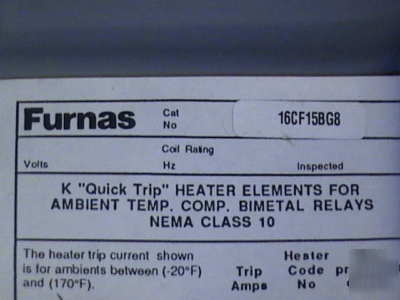 Furnas Cat No 16CF15BG8
Coil Rating
Volts Hz Inspected
K "Quick Trip" HEATER ELEMENTS FOR
AMBIENT TEMP. COMP. BIMETAL RELAYS
NEMA CLASS 10
The heater trip current shown
is for ambients between (-20°F)
and (170°F).
Heater
Trip Code
Amps No